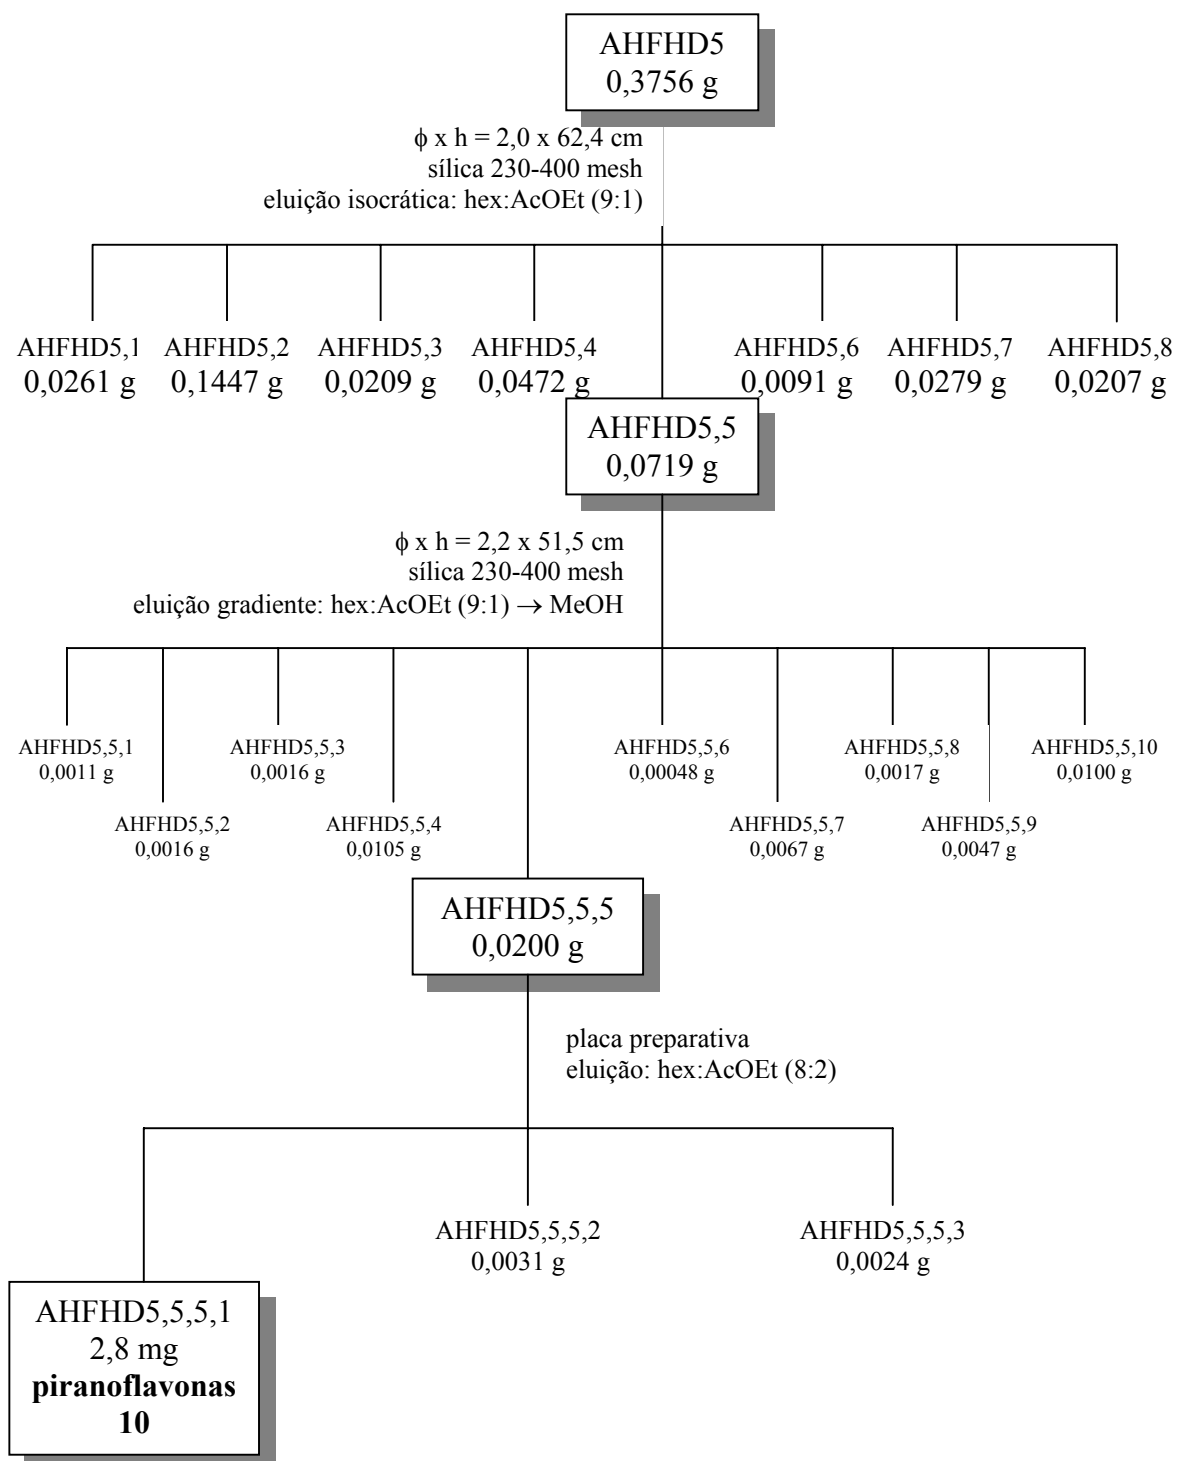 AHFHD5
0,3756 g
ϕ x h = 2,0 x 62,4 cm
sílica 230-400 mesh
eluição isocrática: hex:AcOEt (9:1)
AHFHD5,1
0,0261 g
AHFHD5,2
0,1447 g
AHFHD5,3
0,0209 g
AHFHD5,4
0,0472 g
AHFHD5,6
0,0091 g
AHFHD5,7
0,0279 g
AHFHD5,8
0,0207 g
AHFHD5,5
0,0719 g
ϕ x h = 2,2 x 51,5 cm
sílica 230-400 mesh
eluição gradiente: hex:AcOEt (9:1) → MeOH
AHFHD5,5,1
0,0011 g
AHFHD5,5,3
0,0016 g
AHFHD5,5,6
0,00048 g
AHFHD5,5,8
0,0017 g
AHFHD5,5,10
0,0100 g
AHFHD5,5,2
0,0016 g
AHFHD5,5,4
0,0105 g
AHFHD5,5,7
0,0067 g
AHFHD5,5,9
0,0047 g
AHFHD5,5,5
0,0200 g
placa preparativa
eluição: hex:AcOEt (8:2)
AHFHD5,5,5,2
0,0031 g
AHFHD5,5,5,3
0,0024 g
AHFHD5,5,5,1
2,8 mg
piranoflavonas
10